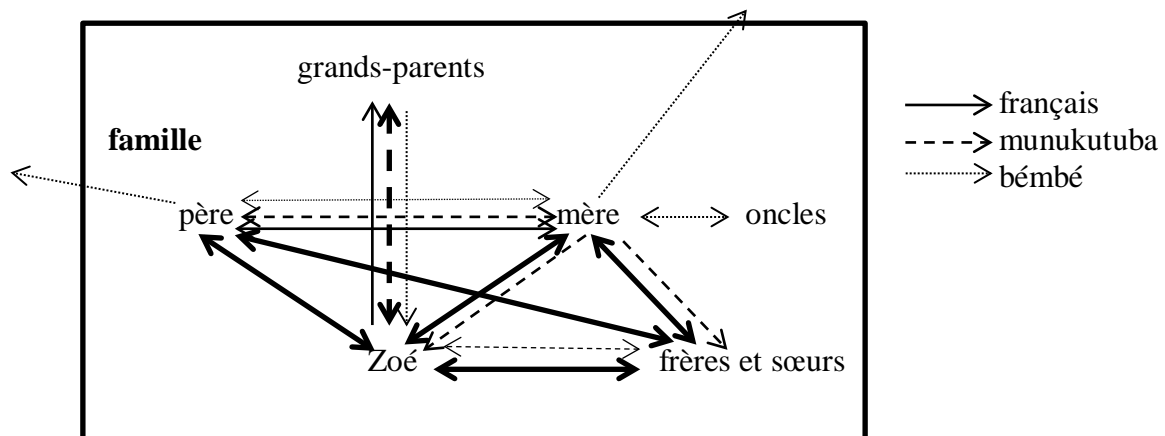 grands-parents
français
famille
munukutuba
bémbé
père
mère
oncles
Zoé
frères et sœurs